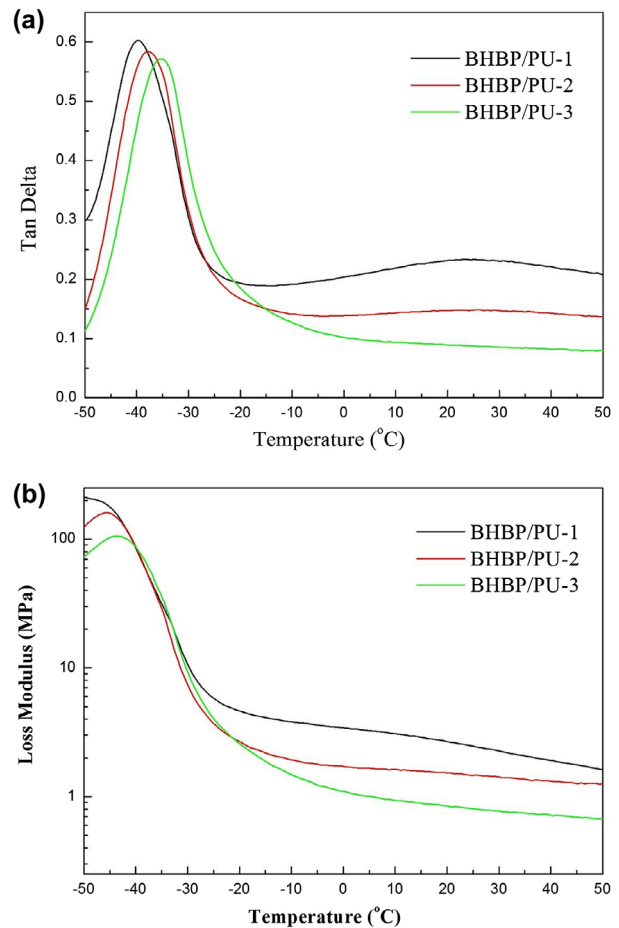 (a)
0.6
0.5
0.4
0.3
0.2
0.1
0.0
Tan Delta
BHBP/PU-1
BHBP/PU-2
BHBP/PU-3
-50 -40 -30 -20 -10 0 10 20 30 40 50
Temperature (°C)
(b)
100
10
1
Loss Modulus (MPa)
BHBP/PU-1
BHBP/PU-2
BHBP/PU-3
-50 -40 -30 -20 -10 0 10 20 30 40 50
Temperature (°C)